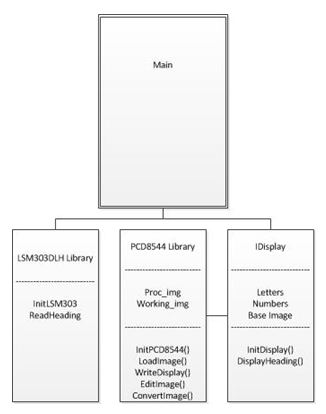 Main
LSM303DLH Library
InitLSM303
ReadHeading
PCD8544 Library
Proc_img
Working_img
InitPCD8544()
LoadImage()
WriteDisplay()
EditImage()
ConvertImage()
IDisplay
Letters
Numbers
Base Image
InitDisplay()
DisplayHeading()